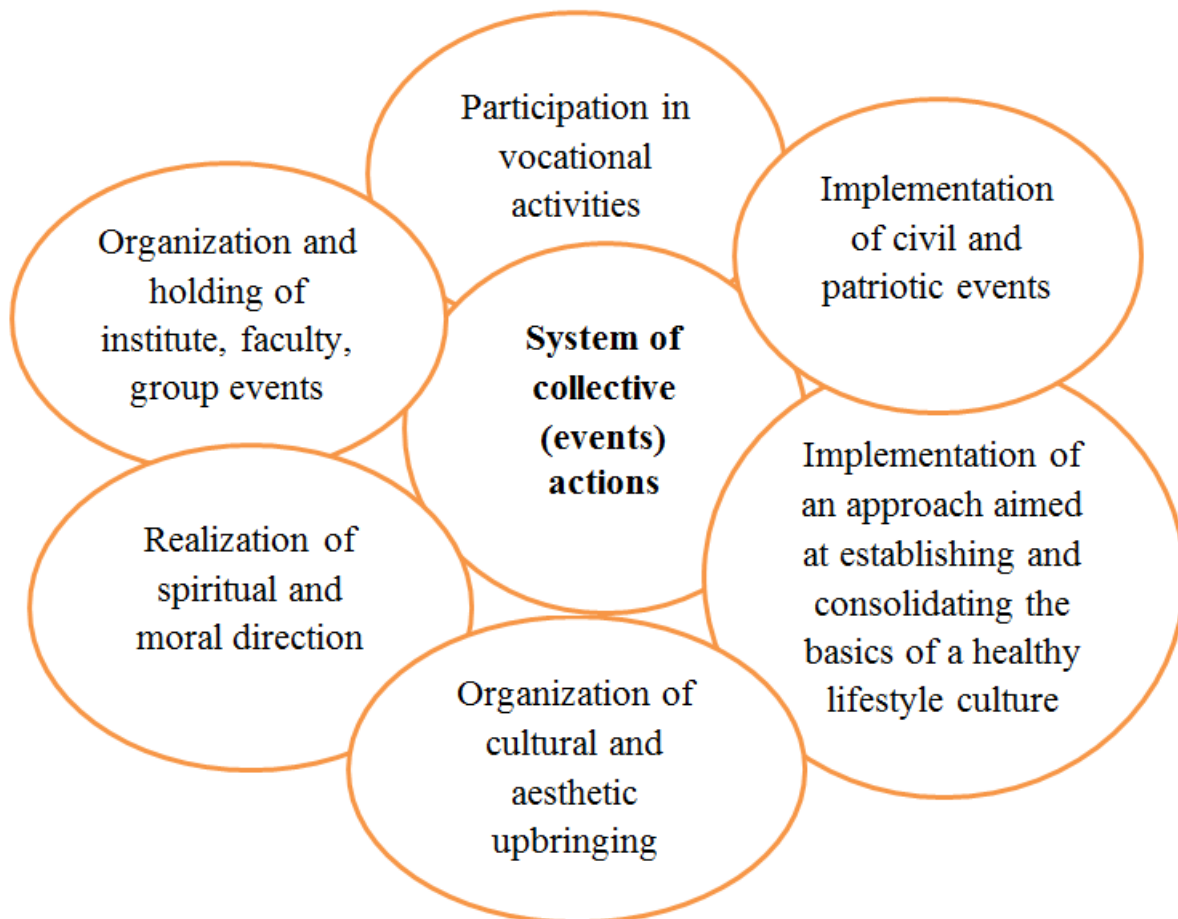 Participation in
vocational
activities
Implementation
of civil and
patriotic events
Organization and
holding of
institute, faculty,
group events
System of
collective
(events)
actions
Implementation of
an approach aimed
at establishing and
consolidating the
basics of a healthy
lifestyle culture
Realization of
spiritual and
moral direction
Organization of
cultural and
aesthetic
upbringing